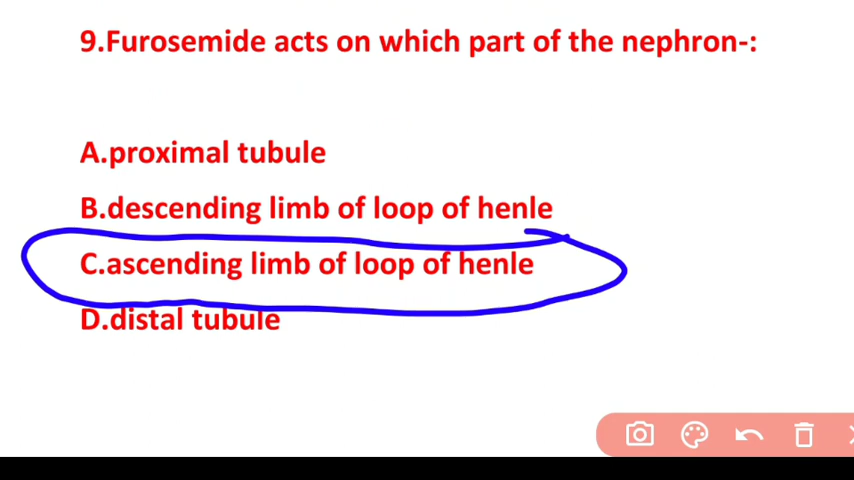 9.Furosemide acts on which part of the nephron-:
A.proximal tubule
B.descending limb of loop of henle
C.ascending limb of loop of henle
D.distal tubule